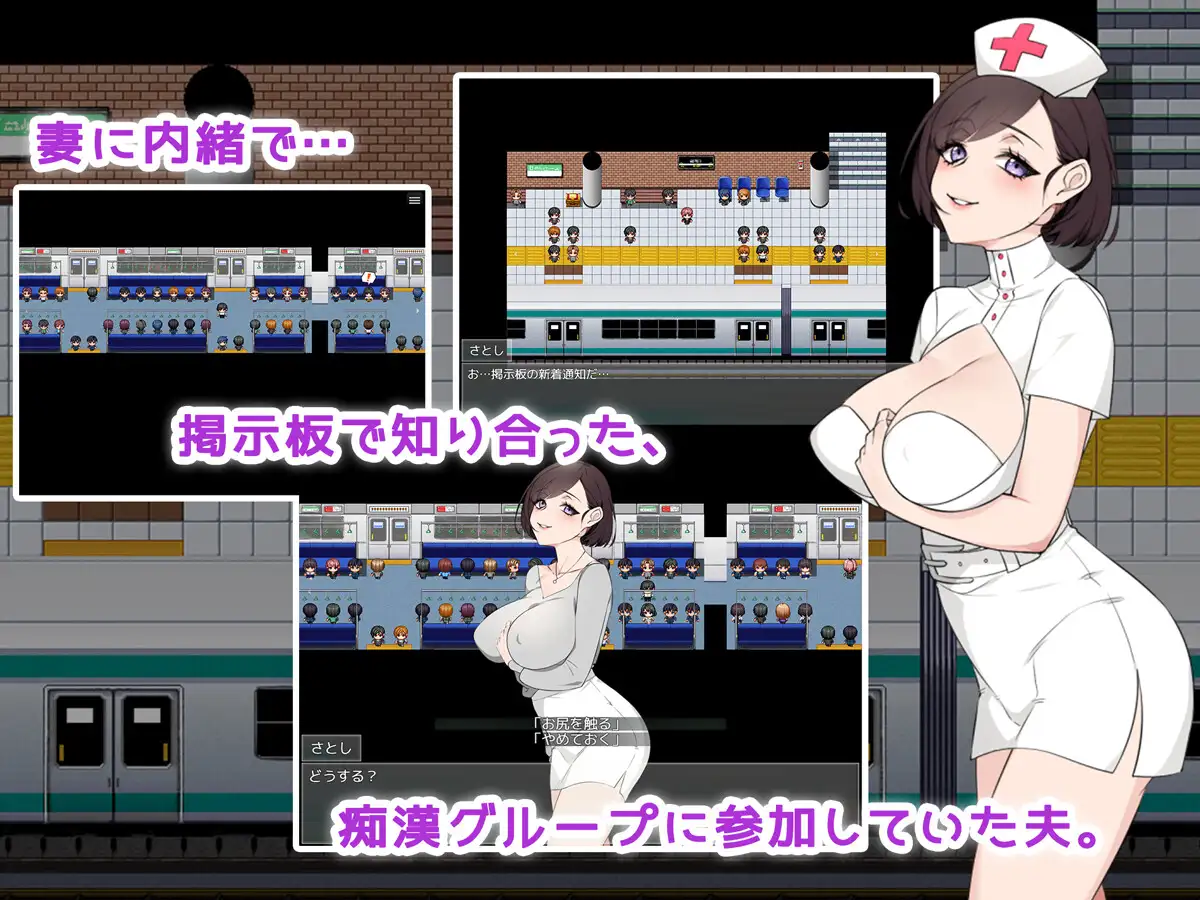 妻に内緒で…
さとし
お…掲示板の新着通知だ…
掲示板で知り合った、
「お尻を触る」
「やめておく」
さとし
どうする？
痴漢グループに参加していた夫。